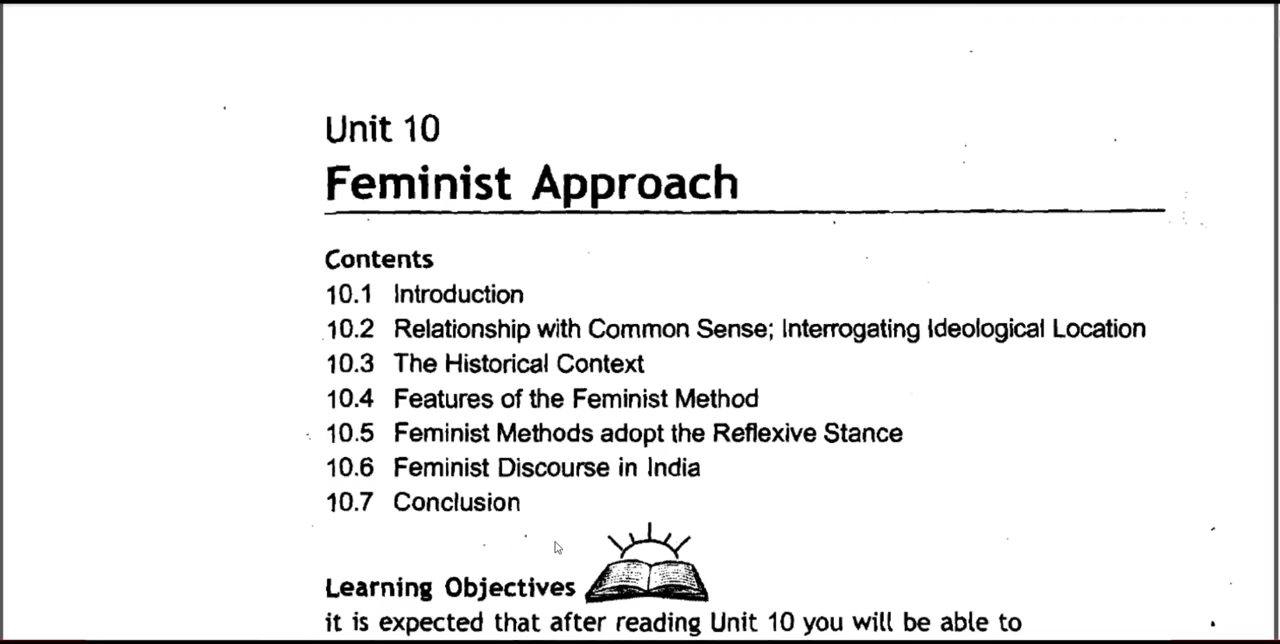 Unit 10
Feminist Approach
Contents
10.1 Introduction
10.2 Relationship with Common Sense; Interrogating Ideological Location
10.3 The Historical Context
10.4 Features of the Feminist Method
10.5 Feminist Methods adopt the Reflexive Stance
10.6 Feminist Discourse in India
10.7 Conclusion
Learning Objectives
it is expected that after reading Unit 10 you will be able to